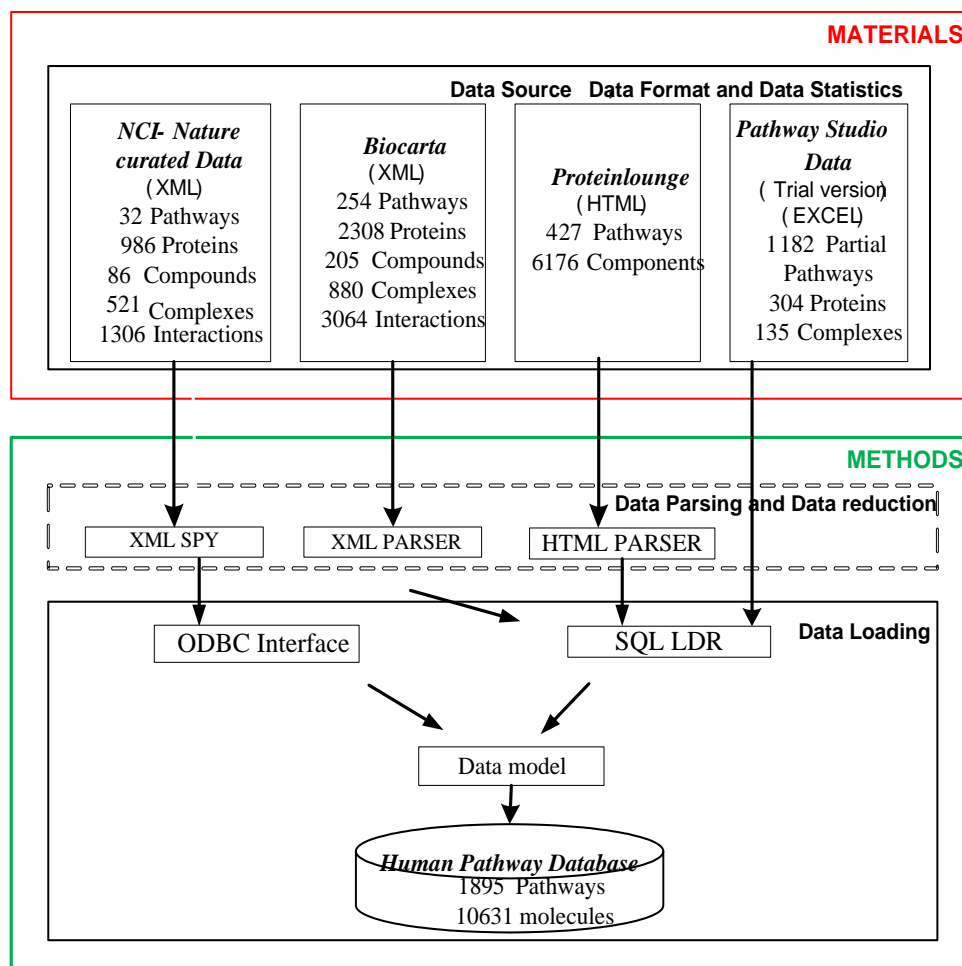 MATERIALS
Data Source , Data Format and Data Statistics
NCI- Nature
curated Data
( XML)
32 Pathways
986 Proteins
86 Compounds
521 Complexes
1306 Interactions
Biocarta
( XML)
254 Pathways
2308 Proteins
205 Compounds
880 Complexes
3064 Interactions
Proteinlounge
( HTML)
427 Pathways
6176 Components
Pathway Studio
Data
( Trial version)
( EXCEL)
1182 Partial
Pathways
304 Proteins
135 Complexes
METHODS
Data Parsing and Data reduction
XML SPY
XML PARSER
HTML PARSER
Data Loading
ODBC Interface
SQL LDR
Data model
Human Pathway Database
1895 Pathways
10631 molecules